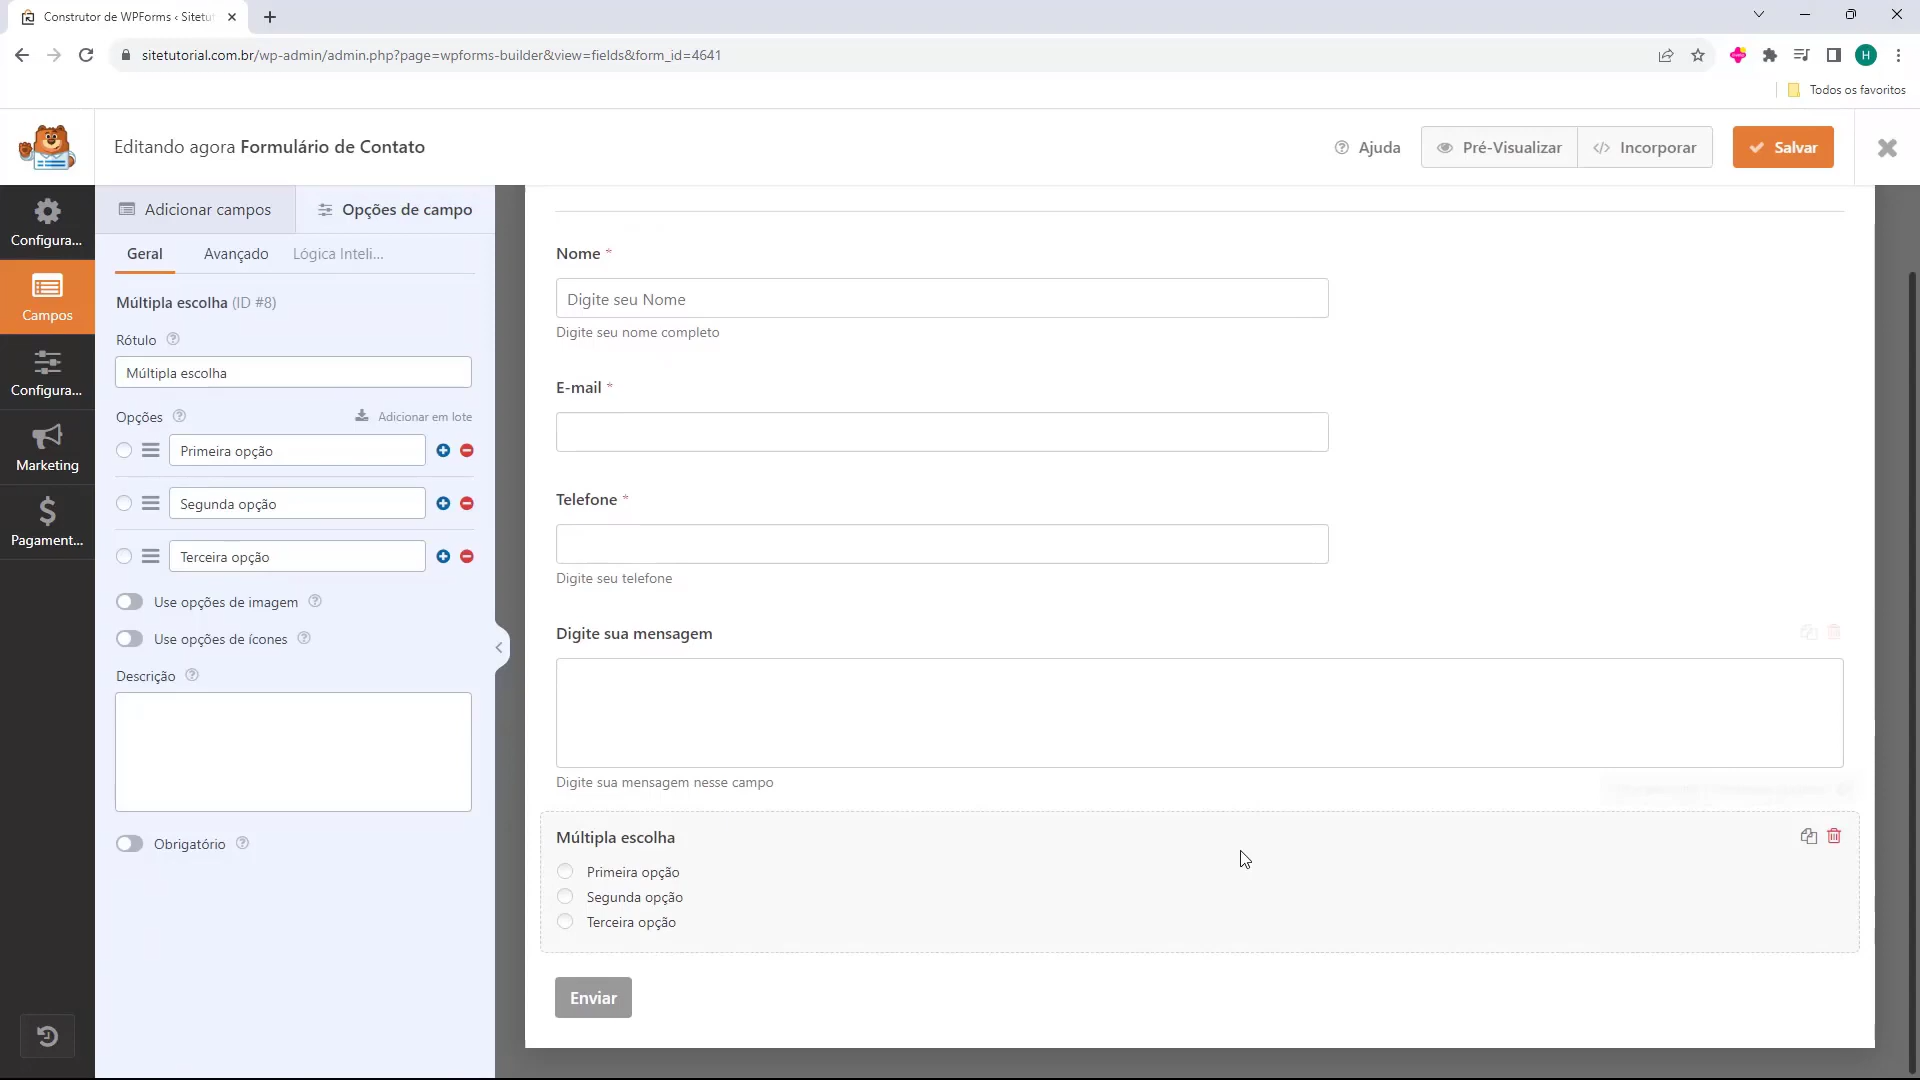 Construtor de WPForms ‹ Sitetut
sitetutorial.com.br/wp-admin/admin.php?page=wpforms-builder&view=fields&form_id=4641
H
Todos os favoritos
Editando agora Formulário de Contato
Ajuda
Pré-Visualizar
Incorporar
Salvar
Configura...
Campos
Configura...
Marketing
Pagament...
Adicionar campos
Opções de campo
Geral
Avançado
Lógica Inteli...
Múltipla escolha (ID #8)
Rótulo
Múltipla escolha
Opções
Adicionar em lote
Primeira opção
Segunda opção
Terceira opção
Use opções de imagem
Use opções de ícones
Descrição
Obrigatório
Nome *
Digite seu Nome
Digite seu nome completo
E-mail *
Telefone *
Digite seu telefone
Digite sua mensagem
Digite sua mensagem nesse campo
Múltipla escolha
Primeira opção
Segunda opção
Terceira opção
Enviar